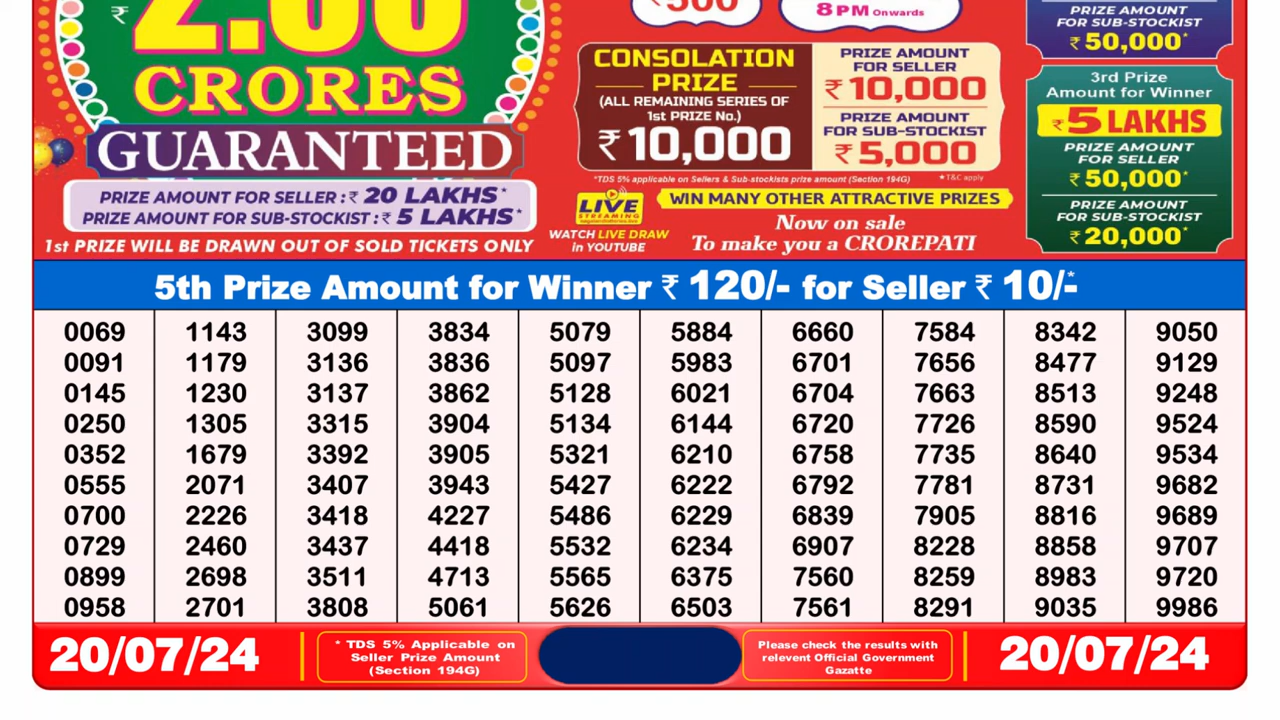 ₹ 2.00
CRORES
GUARANTEED
PRIZE AMOUNT FOR SELLER : ₹ 20 LAKHS*
PRIZE AMOUNT FOR SUB-STOCKIST : ₹ 5 LAKHS*
1st PRIZE WILL BE DRAWN OUT OF SOLD TICKETS ONLY
₹500
8 PM Onwards
CONSOLATION
PRIZE
(ALL REMAINING SERIES OF
1st PRIZE No.)
₹ 10,000
PRIZE AMOUNT
FOR SELLER
₹ 10,000
PRIZE AMOUNT
FOR SUB-STOCKIST
₹ 5,000
*TDS 5% applicable on Sellers & Sub-stockists prize amount (Section 194G)
★T&C apply
LIVE
STREAMING
WATCH LIVE DRAW
in YOUTUBE
WIN MANY OTHER ATTRACTIVE PRIZES
Now on sale
To make you a CROREPATI
PRIZE AMOUNT
FOR SUB-STOCKIST
₹ 50,000*
3rd Prize
Amount for Winner
₹ 5 LAKHS
PRIZE AMOUNT
FOR SELLER
₹ 50,000*
PRIZE AMOUNT
FOR SUB-STOCKIST
₹ 20,000*
5th Prize Amount for Winner ₹ 120/- for Seller ₹ 10/-*
0069 1143 3099 3834 5079 5884 6660 7584 8342 9050
0091 1179 3136 3836 5097 5983 6701 7656 8477 9129
0145 1230 3137 3862 5128 6021 6704 7663 8513 9248
0250 1305 3315 3904 5134 6144 6720 7726 8590 9524
0352 1679 3392 3905 5321 6210 6758 7735 8640 9534
0555 2071 3407 3943 5427 6222 6792 7781 8731 9682
0700 2226 3418 4227 5486 6229 6839 7905 8816 9689
0729 2460 3437 4418 5532 6234 6907 8228 8858 9707
0899 2698 3511 4713 5565 6375 7560 8259 8983 9720
0958 2701 3808 5061 5626 6503 7561 8291 9035 9986
20/07/24
* TDS 5% Applicable on
Seller Prize Amount
(Section 194G)
Please check the results with
relevent Official Government
Gazatte
20/07/24